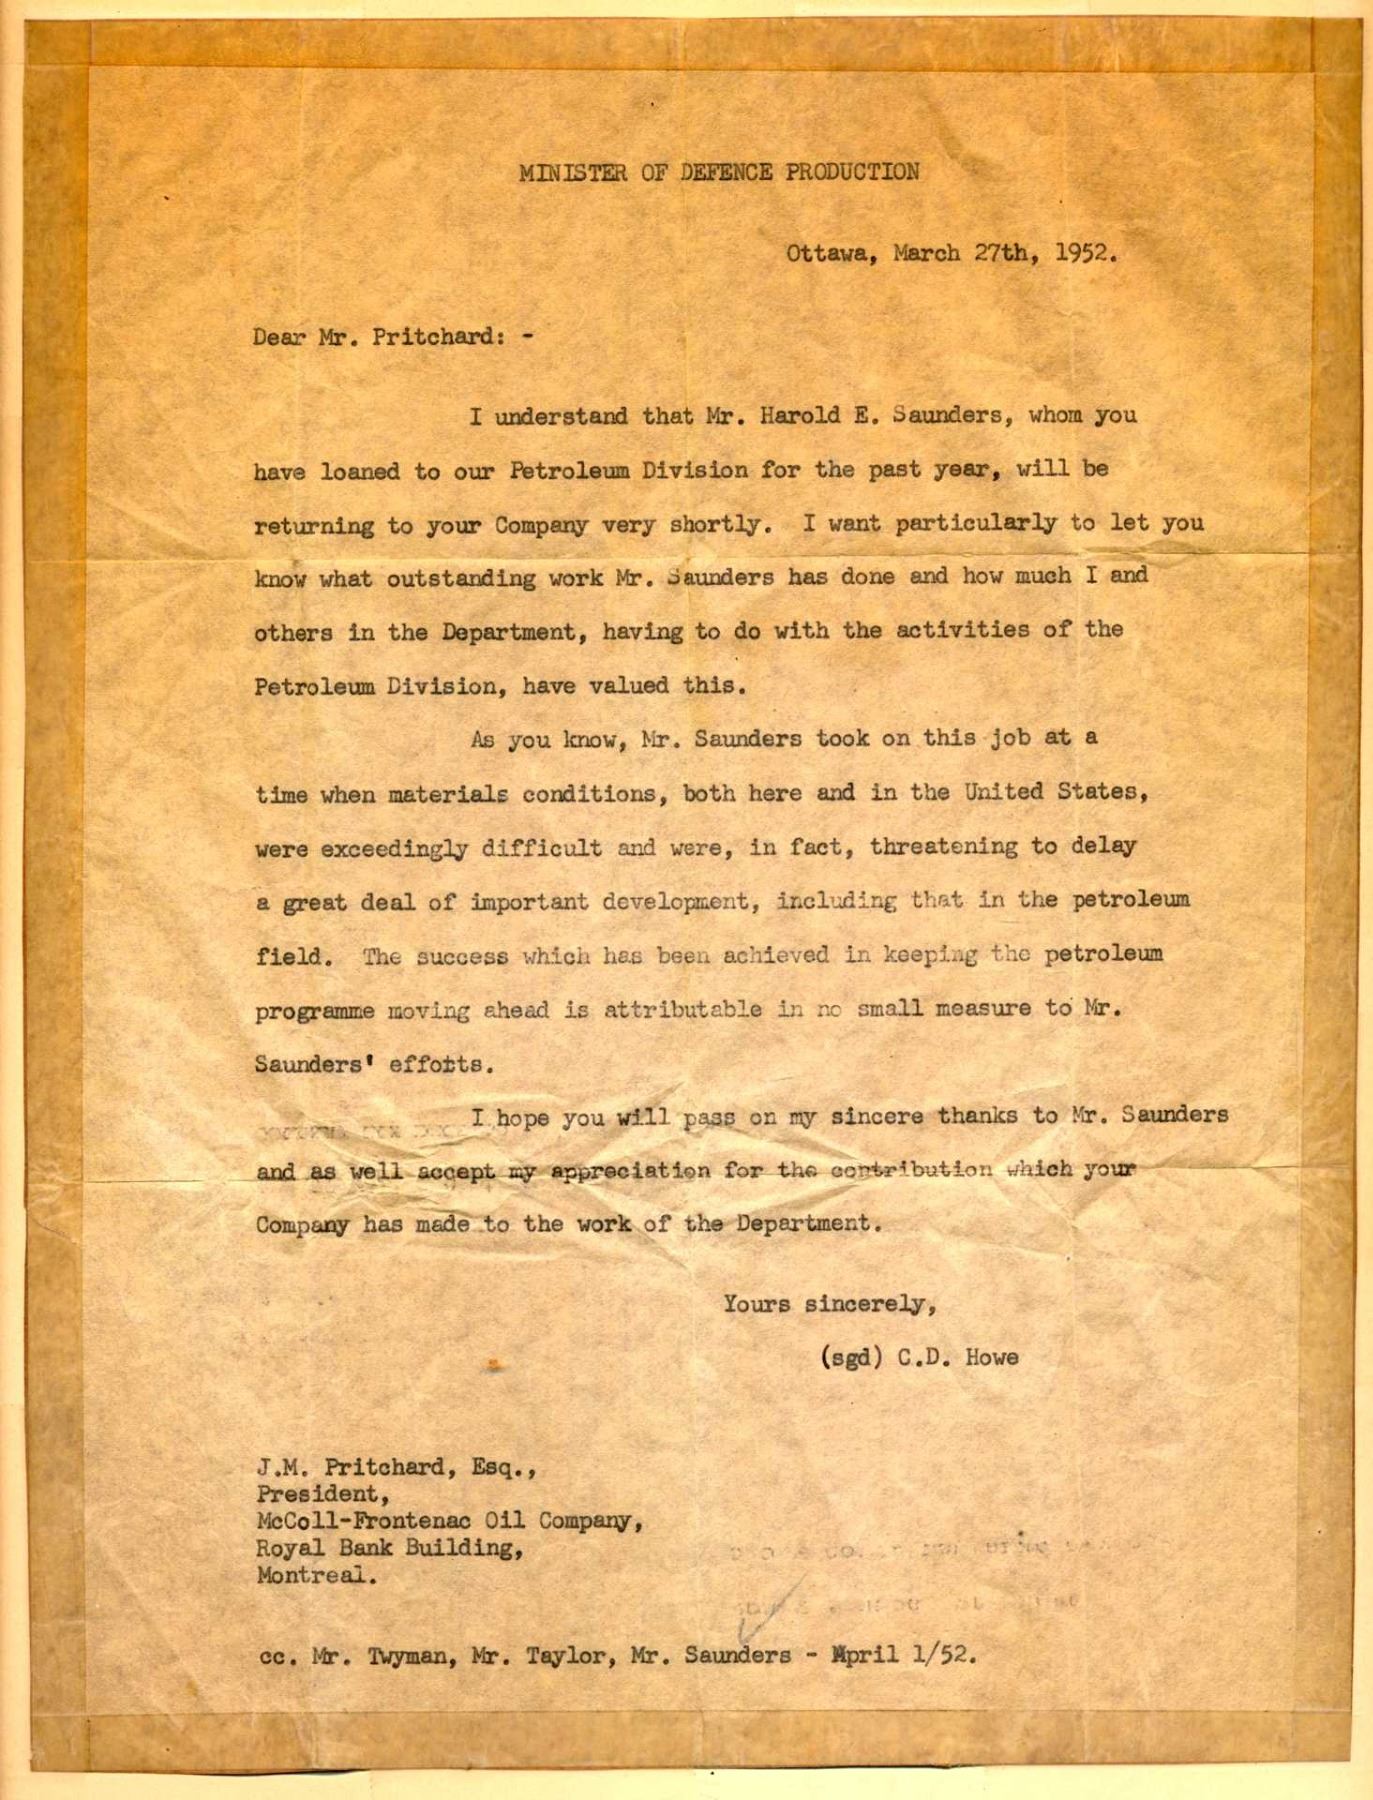 MINISTER OF DEFENCE PRODUCTION
Ottawa, March 27th, 1952.
Dear Mr. Pritchard: -
I understand that Mr. Harold E. Saunders, whom you
have loaned to our Petroleum Division for the past year, will be
returning to your Company very shortly. I want particularly to let you
know what outstanding work Mr. Saunders has done and how much I and
others in the Department, having to do with the activities of the
Petroleum Division, have valued this.
As you know, Mr. Saunders took on this job at a
time when materials conditions, both here and in the United States,
were exceedingly difficult and were, in fact, threatening to delay
a great deal of important development, including that in the petroleum
field. The success which has been achieved in keeping the petroleum
programme moving ahead is attributable in no small measure to Mr.
Saunders' effotts.
I hope you will pass on my sincere thanks to Mr. Saunders
and as well accept my appreciation for the contribution which your
Company has made to the work of the Department.
Yours sincerely,
(sgd) C.D. Howe
J.M. Pritchard, Esq.,
President,
McColl-Frontenac Oil Company,
Royal Bank Building,
Montreal.
cc. Mr. Twyman, Mr. Taylor, Mr. Saunders - April 1/52.